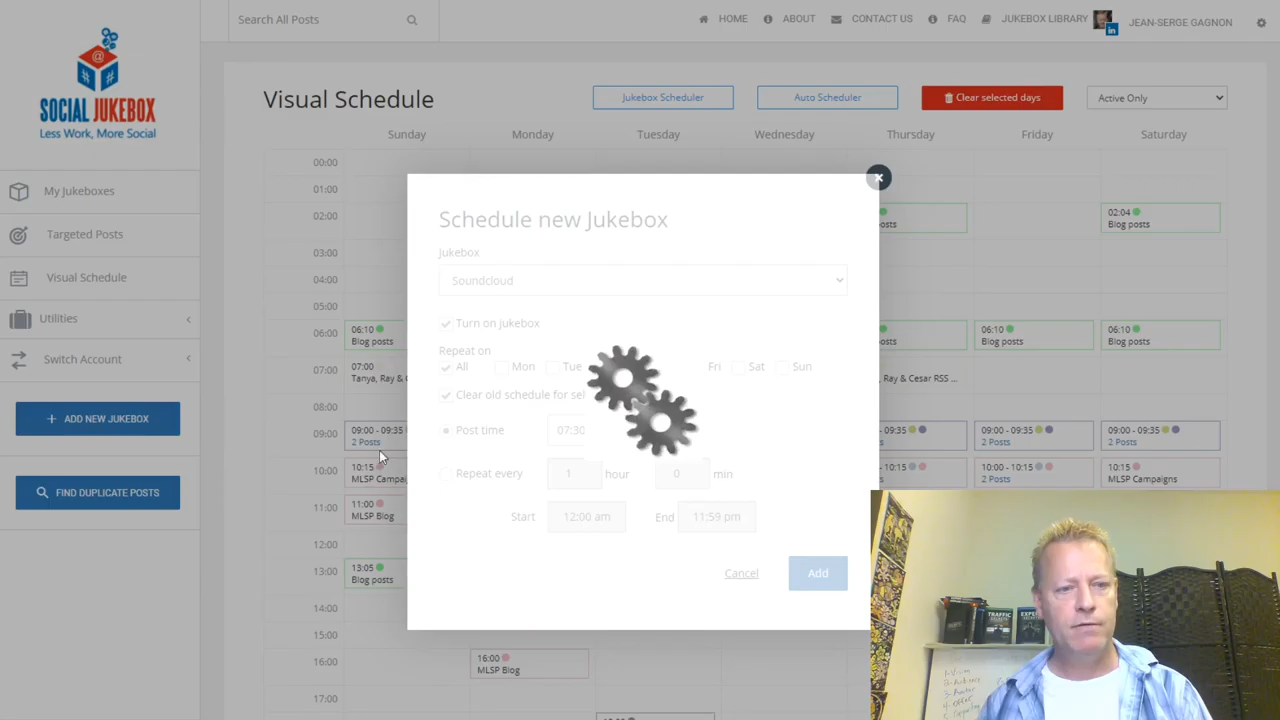 Search All Posts
HOME
ABOUT
CONTACT US
FAQ
JUKEBOX LIBRARY
JEAN-SERGE GAGNON
in
@
# #
SOCIAL JUKEBOX
Less Work, More Social
My Jukeboxes
Targeted Posts
Visual Schedule
Utilities
Switch Account
ADD NEW JUKEBOX
FIND DUPLICATE POSTS
Visual Schedule
Jukebox Scheduler
Auto Scheduler
Clear selected days
Active Only
Sunday Monday Tuesday Wednesday Thursday Friday Saturday
00:00
01:00
02:00
03:00
04:00
05:00
06:00
07:00
08:00
09:00
10:00
11:00
12:00
13:00
14:00
15:00
16:00
17:00
06:10
Blog posts
07:00
Tanya, Ray &
09:00 - 09:35
2 Posts
10:15
MLSP Campai
11:00
MLSP Blog
13:05
Blog posts
16:00
MLSP Blog
Schedule new Jukebox
Jukebox
Soundcloud
Turn on jukebox
Repeat on
All Mon Tue Fri Sat Sun
Clear old schedule for sel
Post time 07:30
Repeat every 1 hour 0 min
Start 12:00 am End 11:59 pm
Cancel
Add
posts
posts
Ray & Cesar RSS ...
- 09:35
- 10:15
06:10
Blog posts
09:00 - 09:35
2 Posts
10:00 - 10:15
2 Posts
02:04
Blog posts
06:10
Blog posts
09:00 - 09:35
2 Posts
10:15
MLSP Campaigns
TRAFFIC